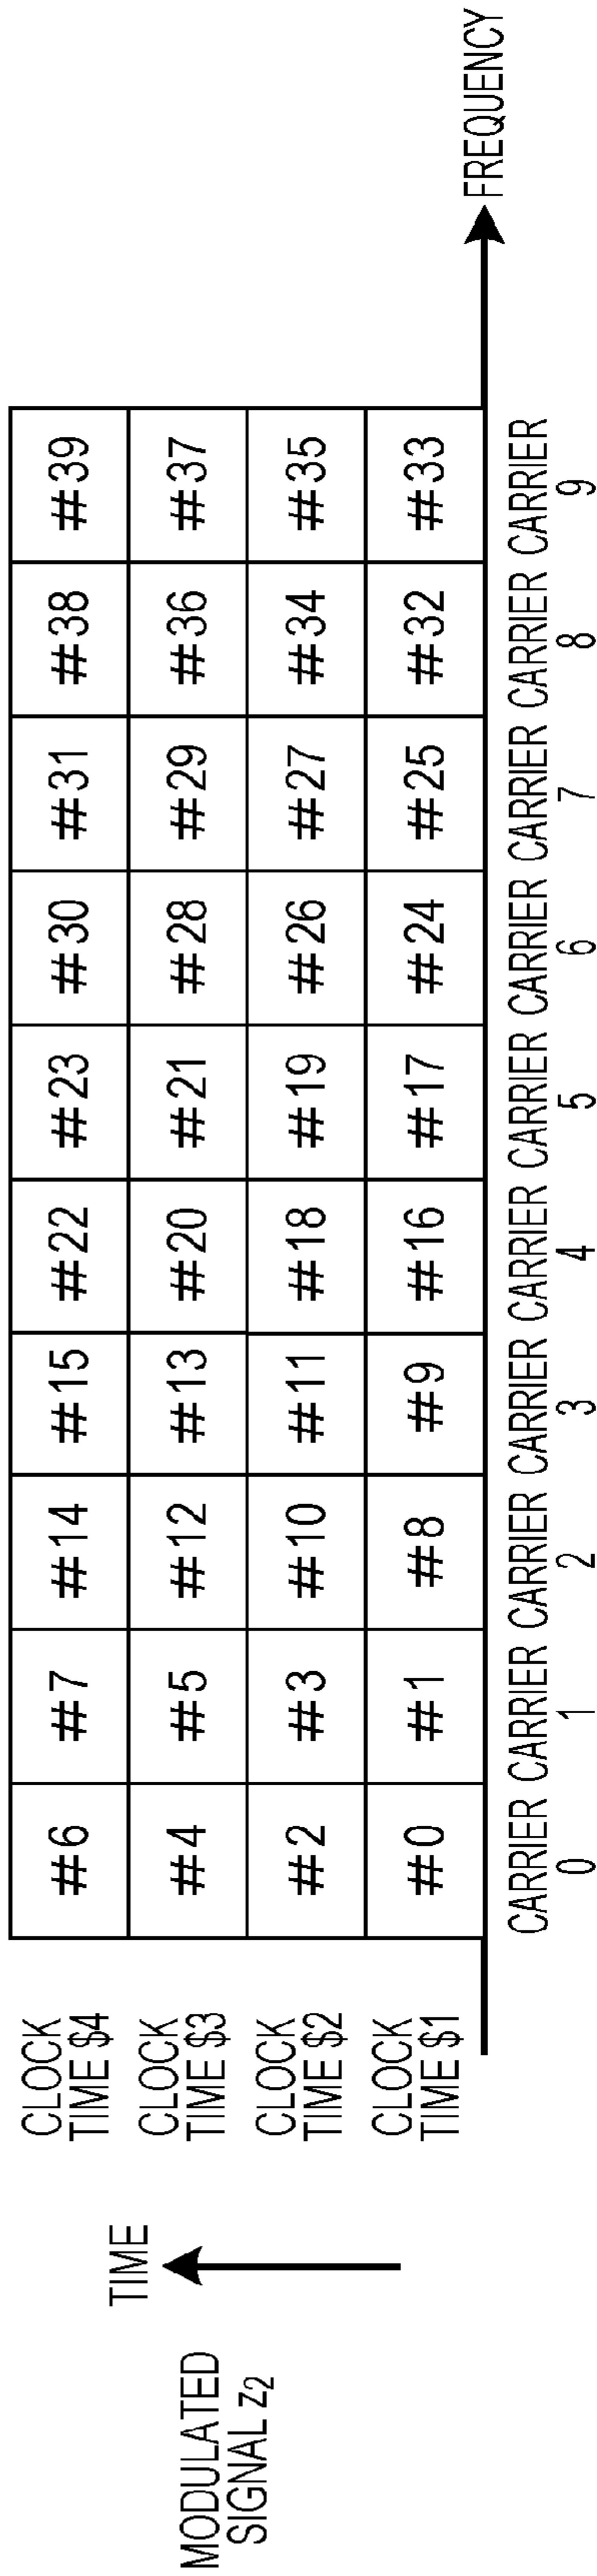 MODULATED
SIGNAL z2
TIME
CLOCK
TIME $4
#6 #7 #14 #15 #22 #23 #30 #31 #38 #39
CLOCK
TIME $3
#4 #5 #12 #13 #20 #21 #28 #29 #36 #37
CLOCK
TIME $2
#2 #3 #10 #11 #18 #19 #26 #27 #34 #35
CLOCK
TIME $1
#0 #1 #8 #9 #16 #17 #24 #25 #32 #33
FREQUENCY
CARRIER CARRIER CARRIER CARRIER CARRIER CARRIER CARRIER CARRIER CARRIER CARRIER
0 1 2 3 4 5 6 7 8 9